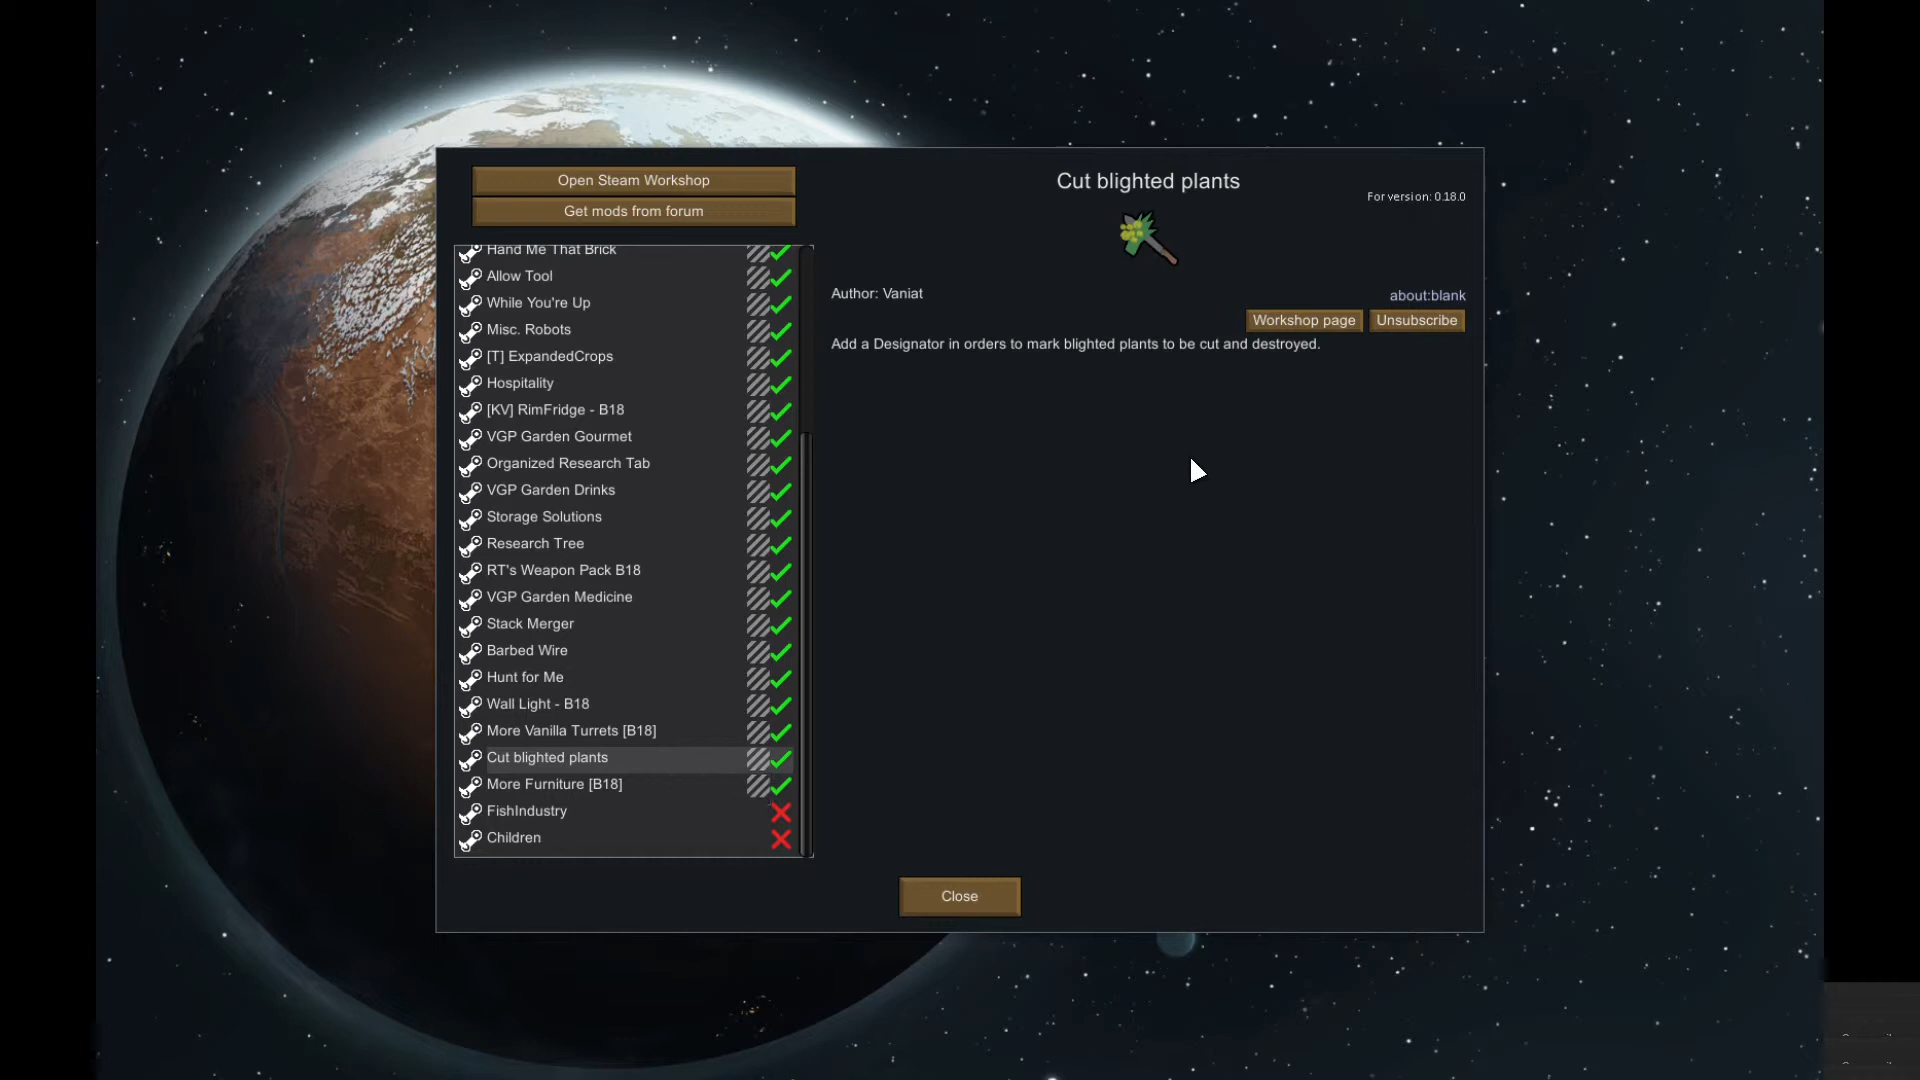 Open Steam Workshop
Get mods from forum
Hand Me That Brick
Allow Tool
While You're Up
Misc. Robots
[T] ExpandedCrops
Hospitality
[KV] RimFridge - B18
VGP Garden Gourmet
Organized Research Tab
VGP Garden Drinks
Storage Solutions
Research Tree
RT's Weapon Pack B18
VGP Garden Medicine
Stack Merger
Barbed Wire
Hunt for Me
Wall Light - B18
More Vanilla Turrets [B18]
Cut blighted plants
More Furniture [B18]
FishIndustry
Children
Cut blighted plants
For version: 0.18.0
Author: Vaniat
about:blank
Workshop page
Unsubscribe
Add a Designator in orders to mark blighted plants to be cut and destroyed.
Close